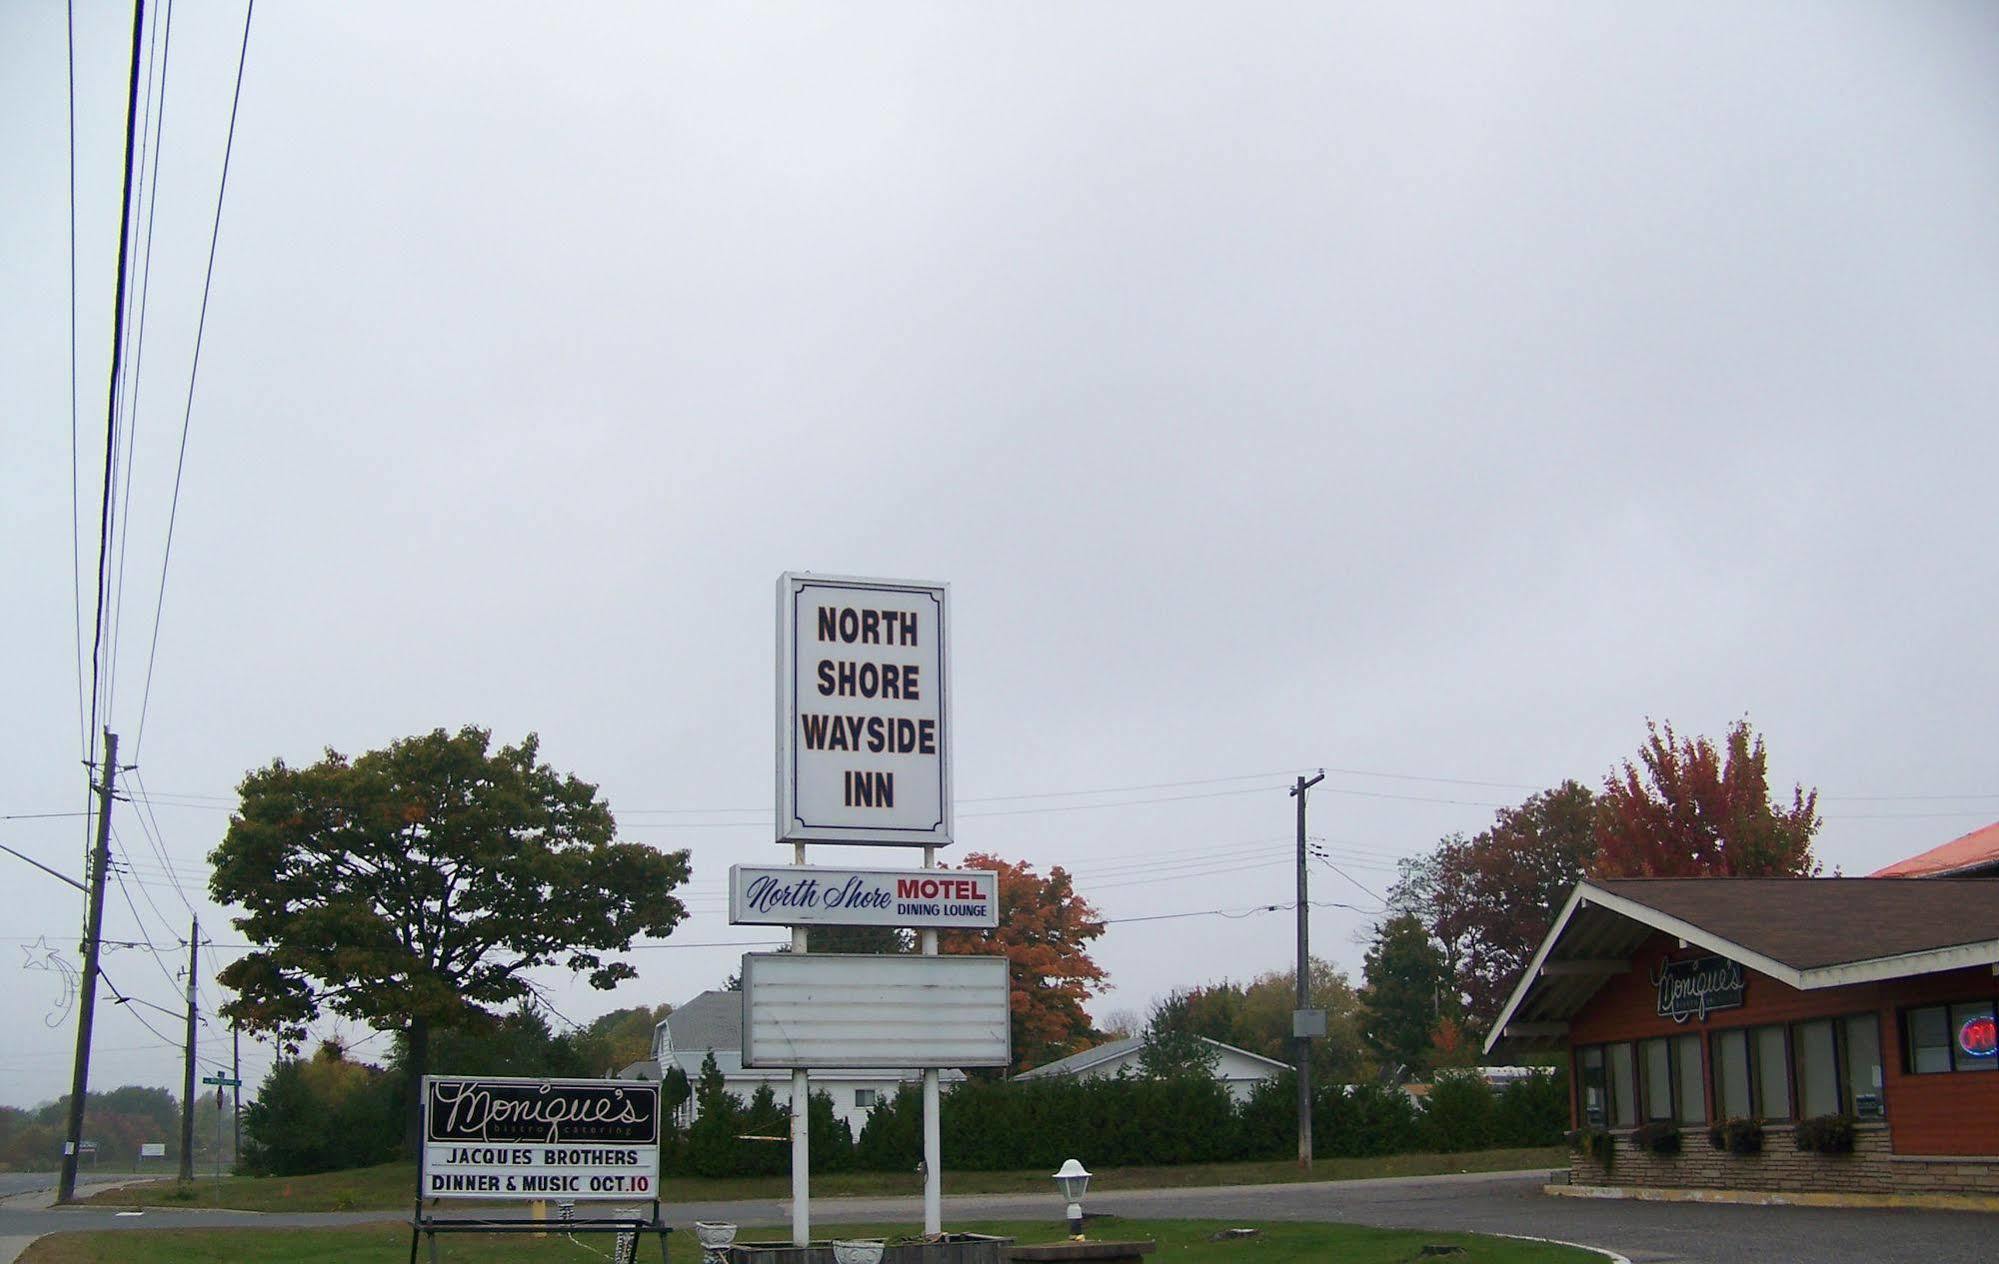 NORTH
SHORE
WAYSIDE
INN
North Shore MOTEL
DINING LOUNGE
Monique's
bistro catering
JACQUES BROTHERS
DINNER & MUSIC OCT.10
Monique's
OPEN